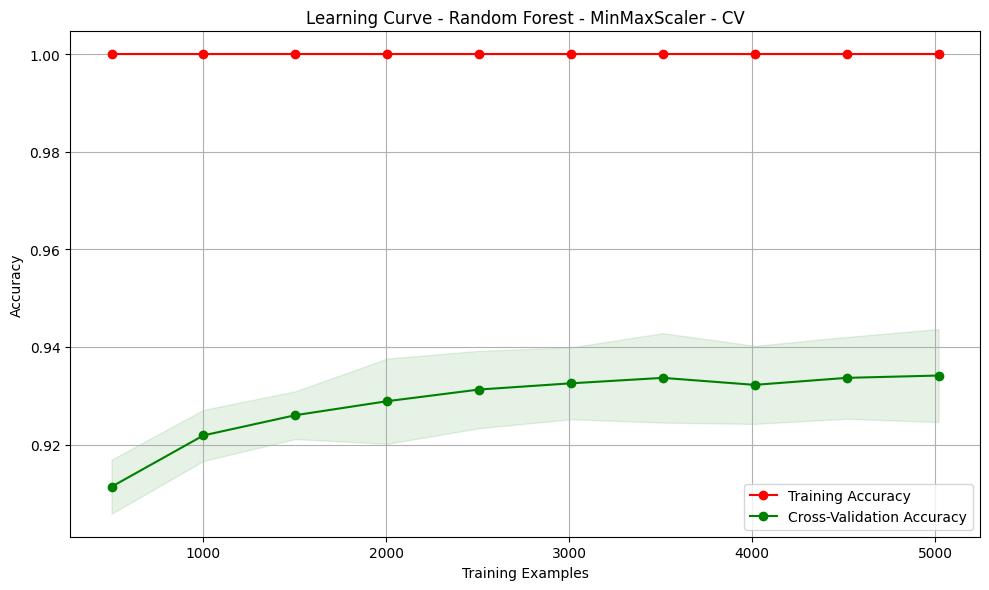 Learning Curve - Random Forest - MinMaxScaler - CV
1.00
0.98
0.96
0.94
0.92
Accuracy
1000
2000
3000
4000
5000
Training Examples
Training Accuracy
Cross-Validation Accuracy